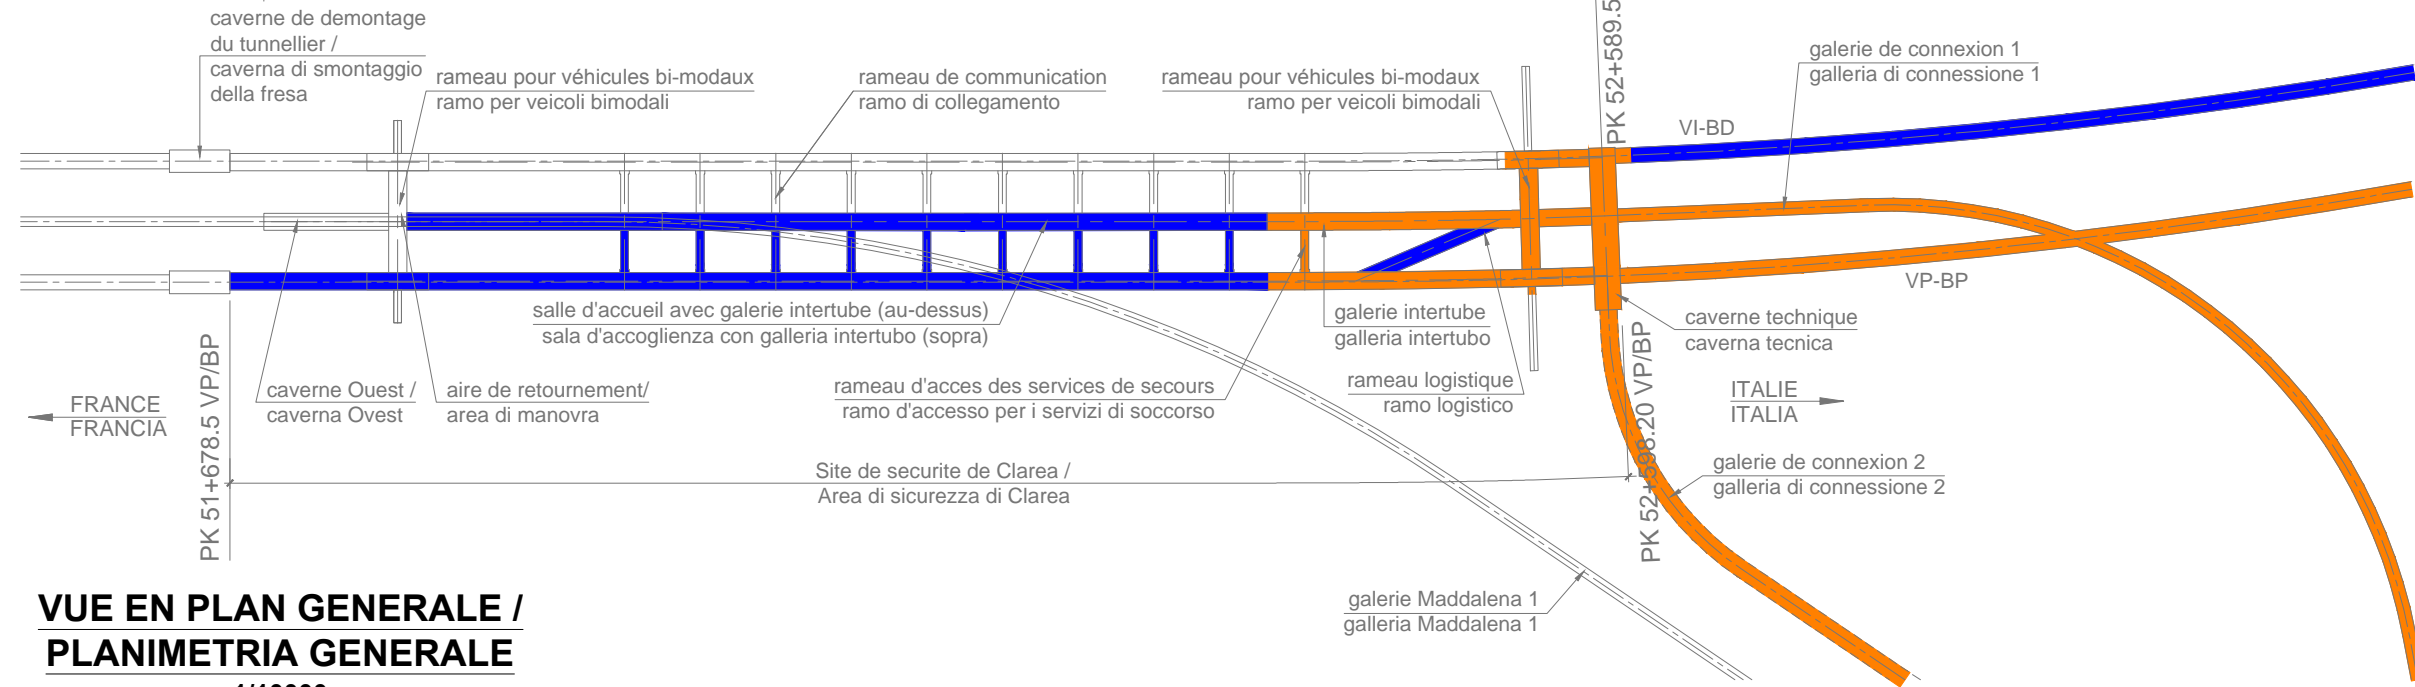 caverne de demontage
du tunnellier /
caverna di smontaggio
della fresa
rameau pour véhicules bi-modaux
ramo per veicoli bimodali
rameau de communication
ramo di collegamento
rameau pour véhicules bi-modaux
ramo per veicoli bimodali
PK 52+589.5
galerie de connexion 1
galleria di connessione 1
VI-BD
VP-BP
salle d'accueil avec galerie intertube (au-dessus)
sala d'accoglienza con galleria intertubo (sopra)
galerie intertube
galleria intertubo
caverne technique
caverna tecnica
FRANCE
FRANCIA
PK 51+678.5 VP/BP
caverne Ouest /
caverna Ovest
aire de retournement/
area di manovra
rameau d'acces des services de secours
ramo d'accesso per i servizi di soccorso
rameau logistique
ramo logistico
PK 52+598.20 VP/BP
ITALIE
ITALIA
Site de securite de Clarea /
Area di sicurezza di Clarea
galerie de connexion 2
galleria di connessione 2
galerie Maddalena 1
galleria Maddalena 1
VUE EN PLAN GENERALE /
PLANIMETRIA GENERALE